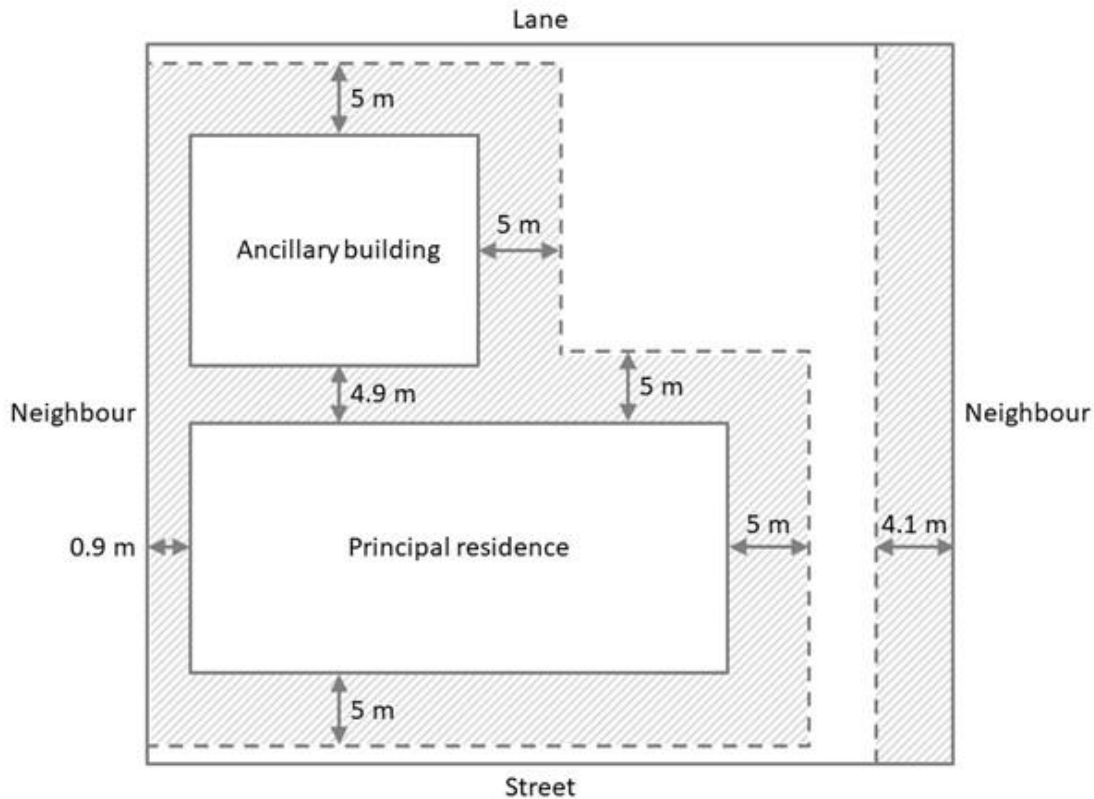 Lane
5 m
5 m
Ancillary building
4.9 m
5 m
Neighbour
Neighbour
0.9 m
Principal residence
5 m
4.1 m
5 m
Street